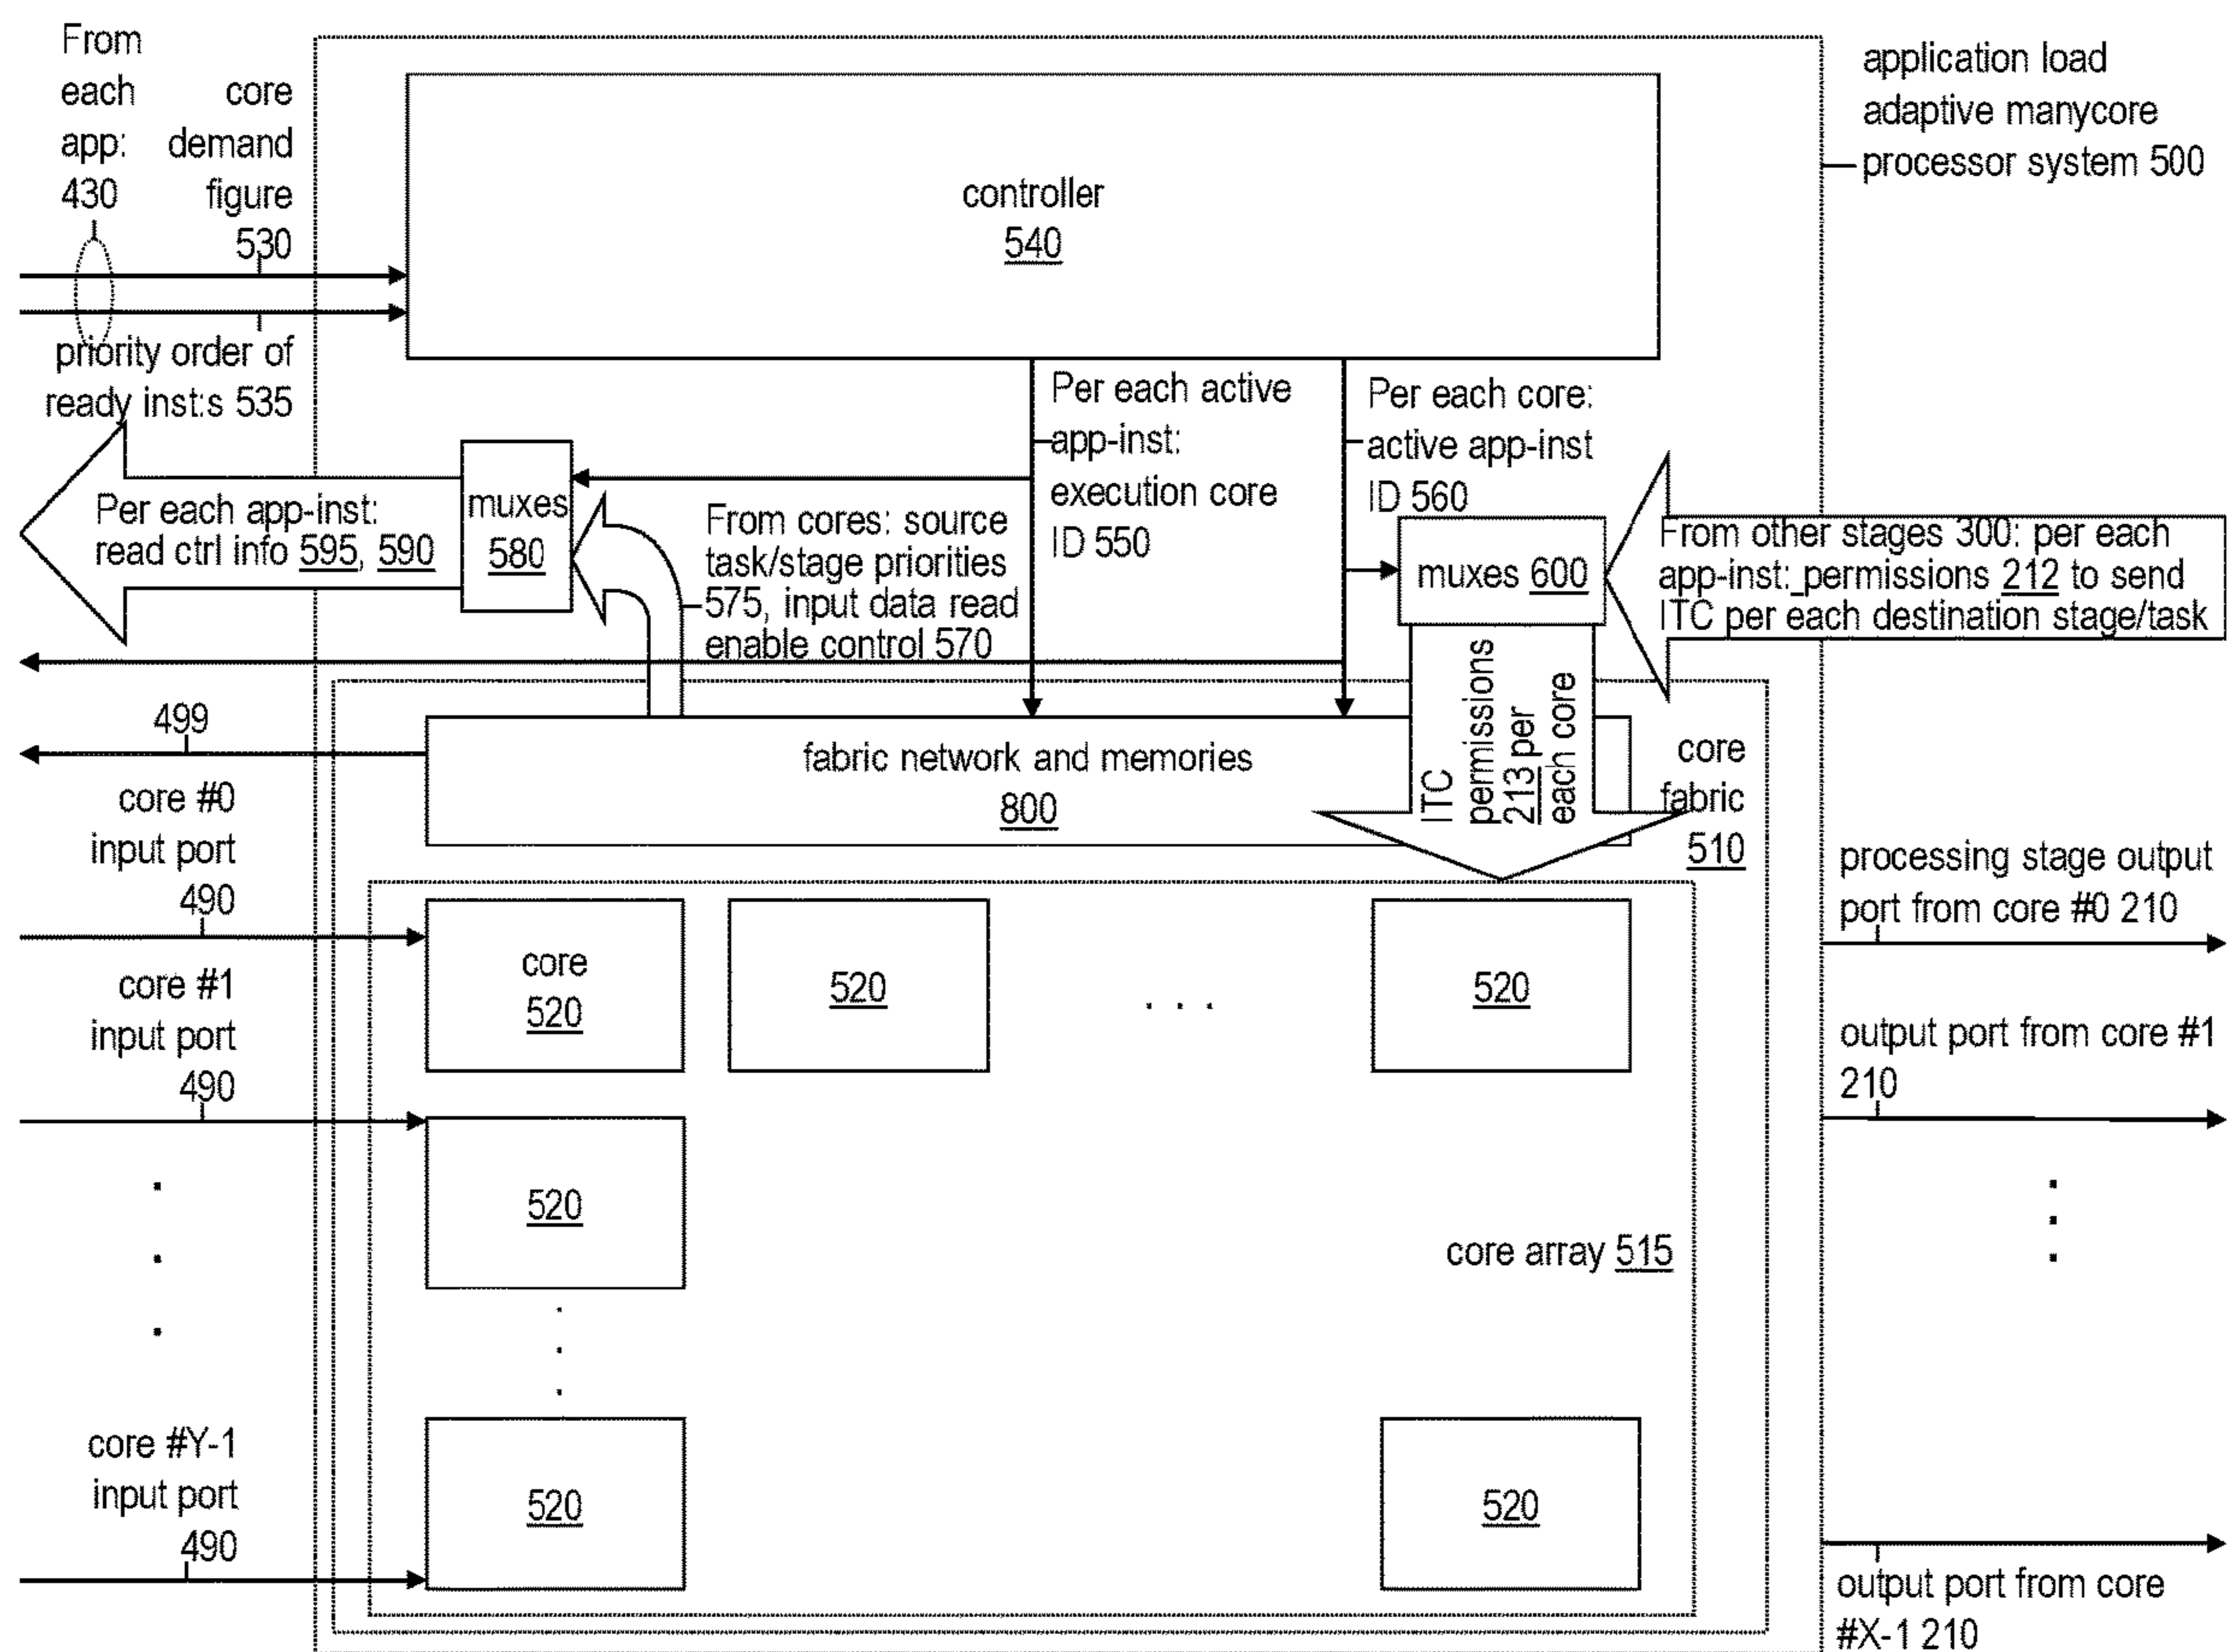 From
each core
app: demand
430 figure
530
priority order of
ready inst:s 535
application load
adaptive manycore
processor system 500
controller
540
Per each active
app-inst:
execution core
ID 550
Per each core:
active app-inst
ID 560
muxes
580
Per each app-inst:
read ctrl info 595, 590
From cores: source
task/stage priorities
575, input data read
enable control 570
muxes 600
From other stages 300: per each
app-inst: permissions 212 to send
ITC per each destination stage/task
ITC
permissions
213 per
each core
499
fabric network and memories
800
core
fabric
510
core #0
input port
490
core
520
520
. . .
520
processing stage output
port from core #0 210
core #1
input port
490
520
output port from core #1
210
core array 515
core #Y-1
input port
490
520
520
output port from core
#X-1 210